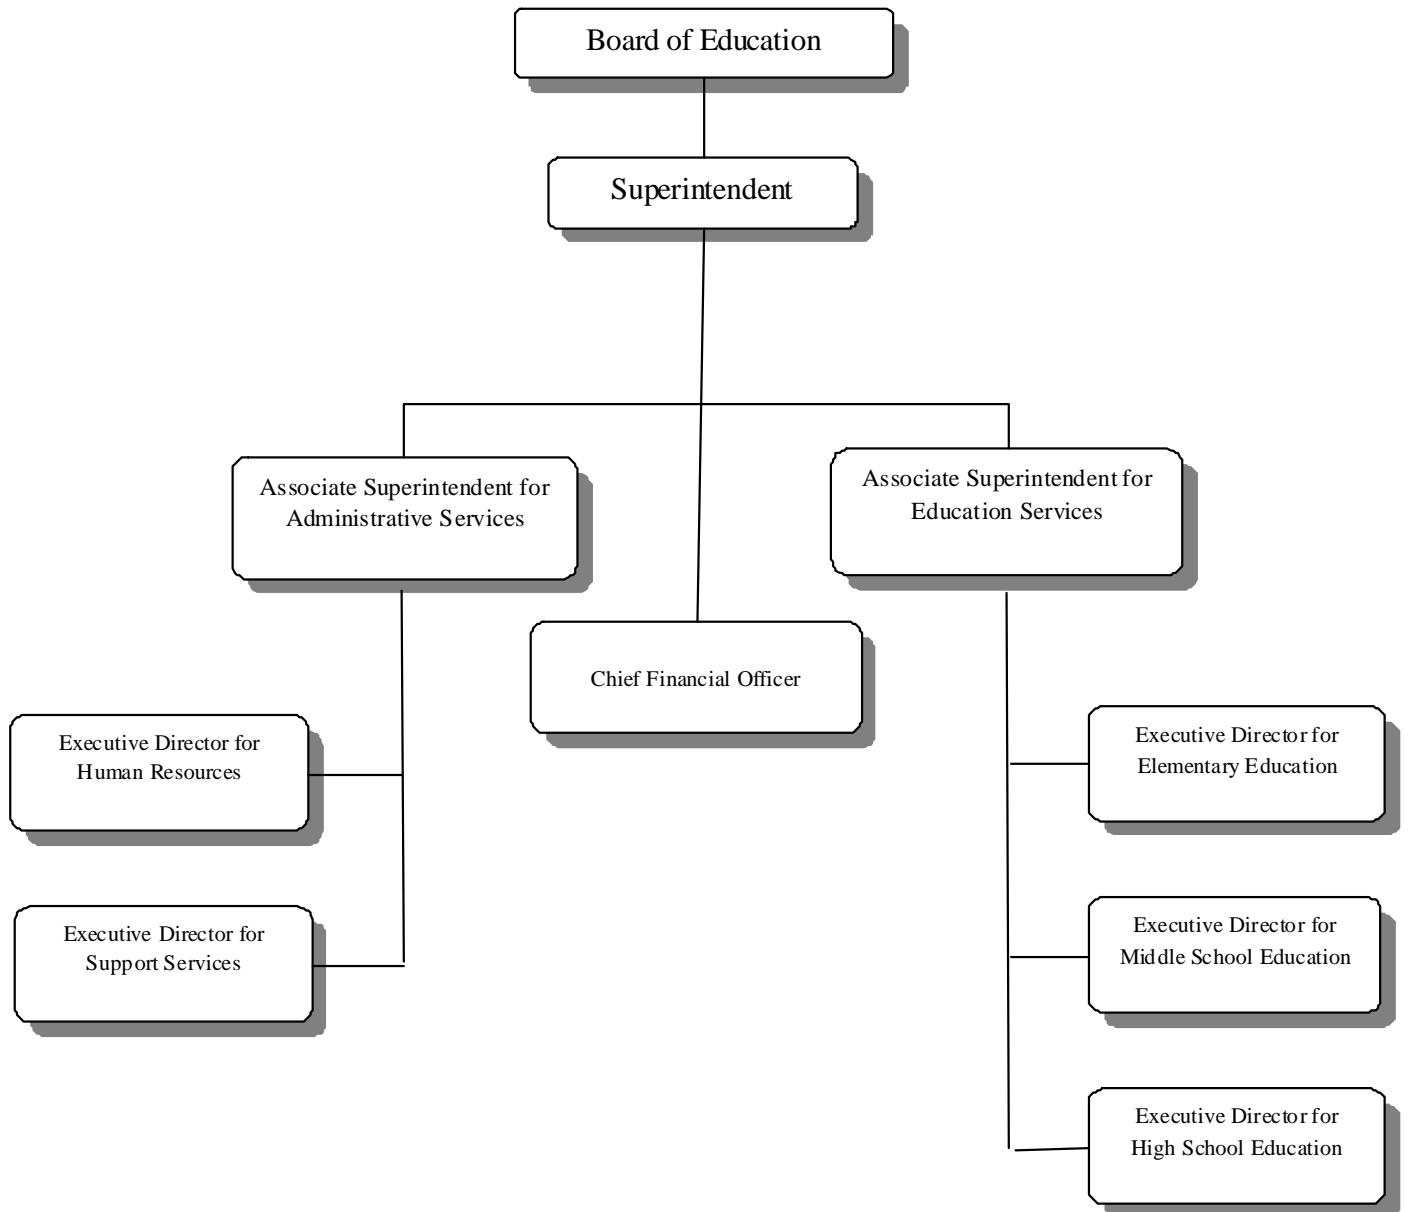 Board of Education
Superintendent
Associate Superintendent for
Administrative Services
Associate Superintendent for
Education Services
Chief Financial Officer
Executive Director for
Human Resources
Executive Director for
Support Services
Executive Director for
Elementary Education
Executive Director for
Middle School Education
Executive Director for
High School Education